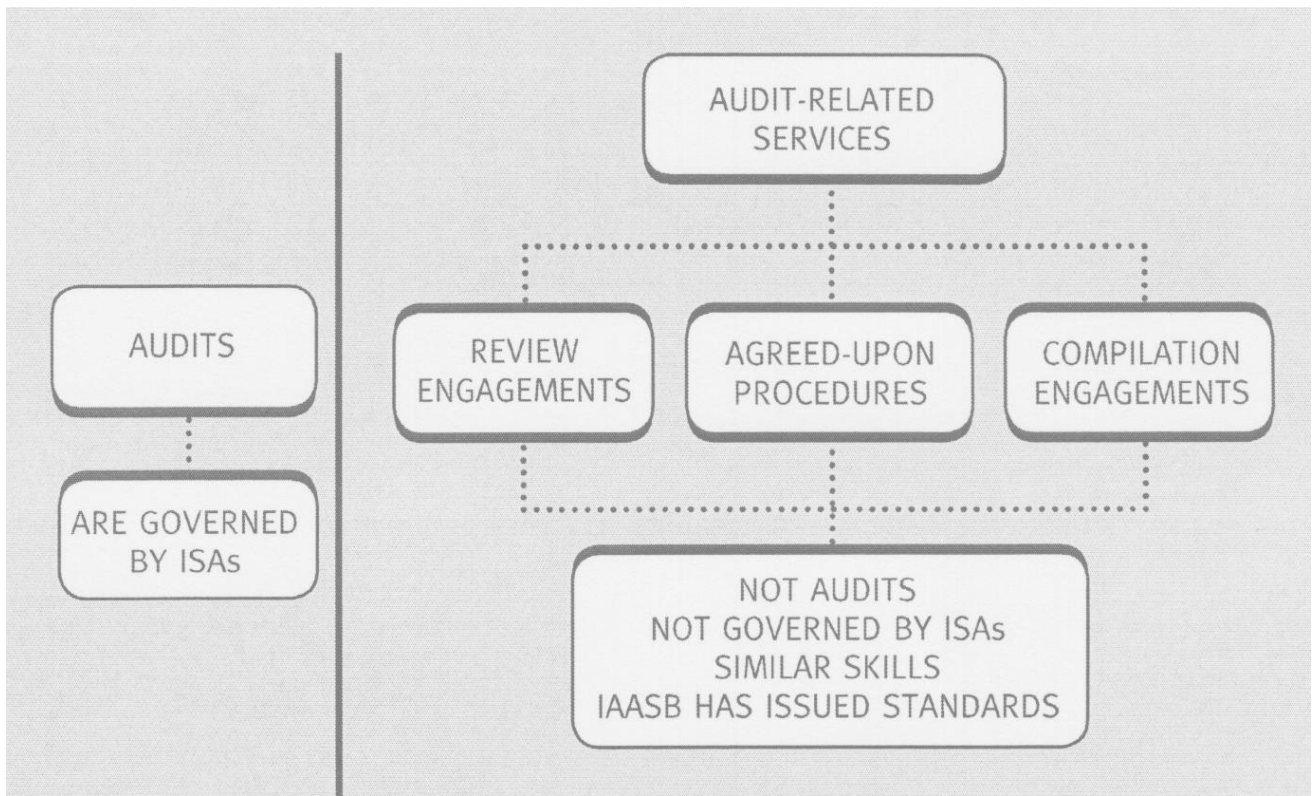 AUDIT-RELATED
SERVICES
AUDITS
ARE GOVERNED
BY ISAs
REVIEW
ENGAGEMENTS
AGREED-UPON
PROCEDURES
COMPILATION
ENGAGEMENTS
NOT AUDITS
NOT GOVERNED BY ISAs
SIMILAR SKILLS
IAASB HAS ISSUED STANDARDS